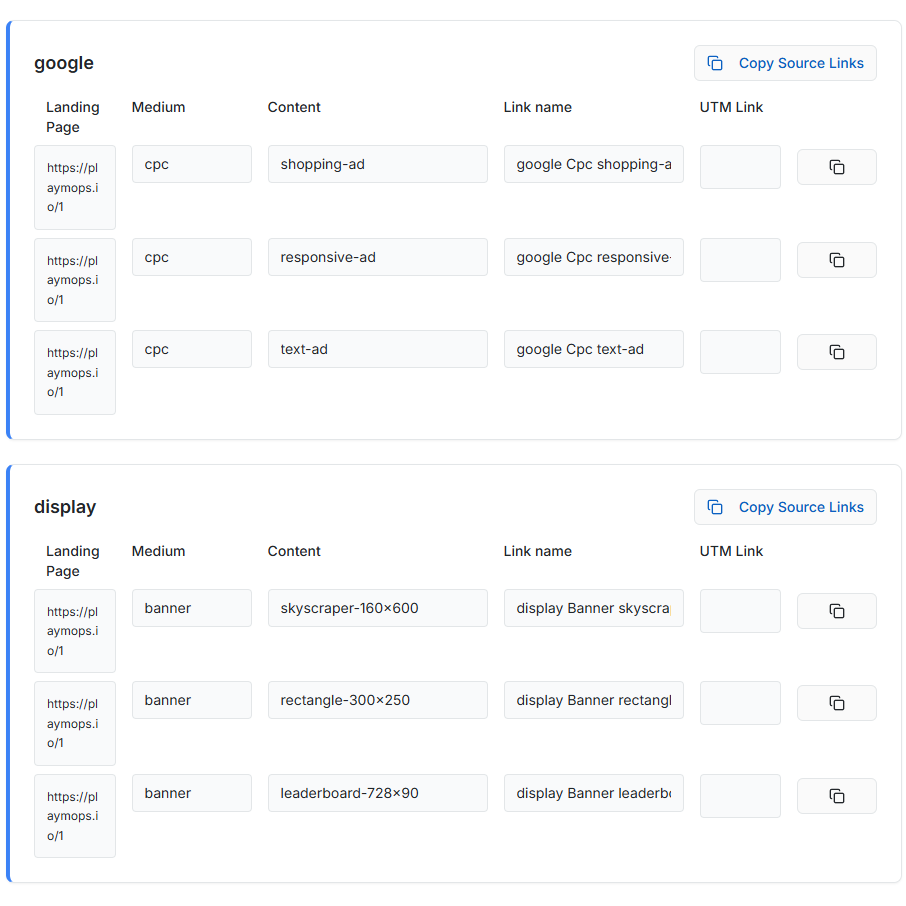 google
Copy Source Links
Landing Page
Medium
Content
Link name
UTM Link
https://playmops.io/1
cpc
shopping-ad
google Cpc shopping-a
https://playmops.io/1
cpc
responsive-ad
google Cpc responsive-
https://playmops.io/1
cpc
text-ad
google Cpc text-ad
display
Copy Source Links
Landing Page
Medium
Content
Link name
UTM Link
https://playmops.io/1
banner
skyscraper-160×600
display Banner skyscra
https://playmops.io/1
banner
rectangle-300×250
display Banner rectangl
https://playmops.io/1
banner
leaderboard-728×90
display Banner leaderbo